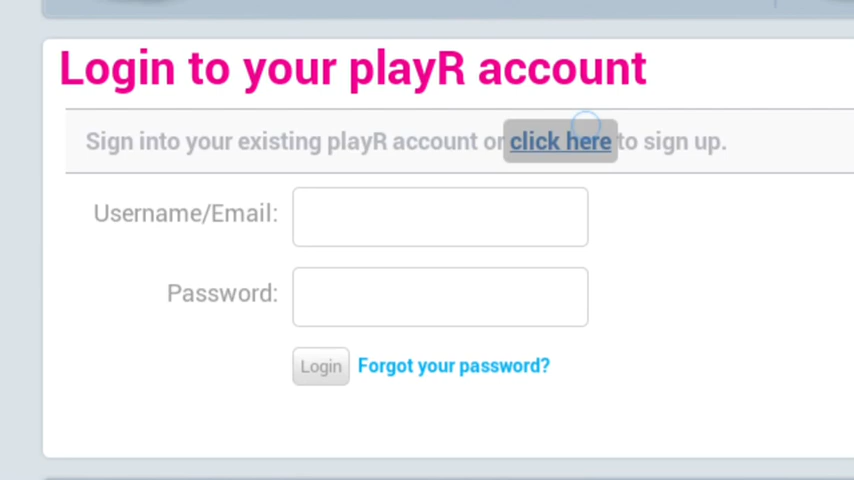 Login to your playR account
Sign into your existing playR account or click here to sign up.
Username/Email:
Password:
Login Forgot your password?